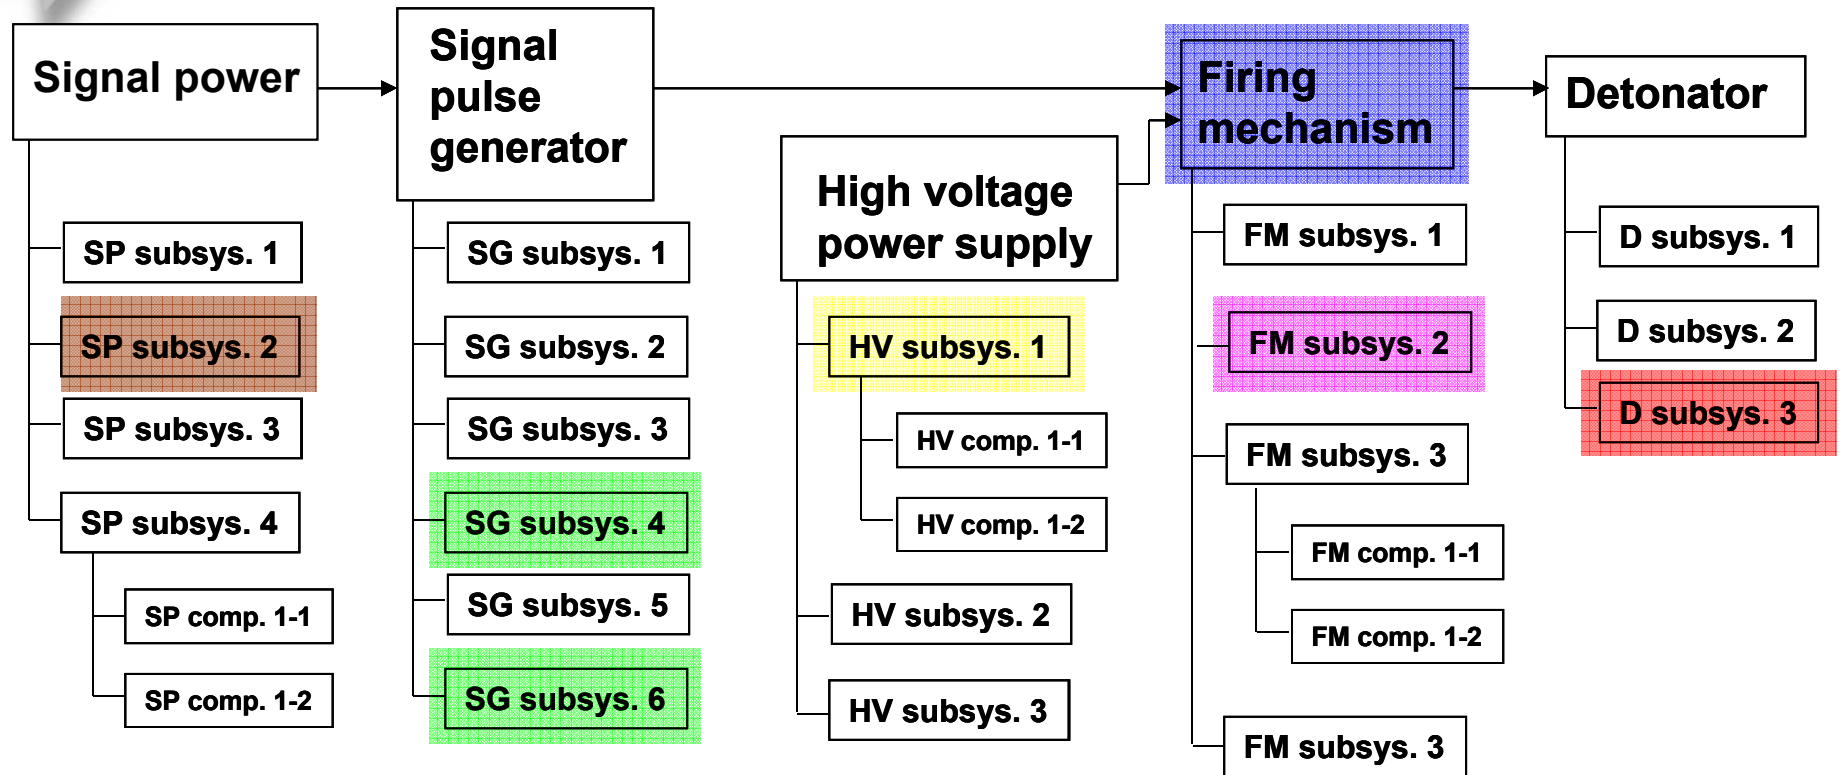 Signal power
SP subsys. 1
SP subsys. 2
SP subsys. 3
SP subsys. 4
SP comp. 1-1
SP comp. 1-2
Signal
pulse
generator
SG subsys. 1
SG subsys. 2
SG subsys. 3
SG subsys. 4
SG subsys. 5
SG subsys. 6
High voltage
power supply
HV subsys. 1
HV comp. 1-1
HV comp. 1-2
HV subsys. 2
HV subsys. 3
Firing
mechanism
FM subsys. 1
FM subsys. 2
FM subsys. 3
FM comp. 1-1
FM comp. 1-2
FM subsys. 3
Detonator
D subsys. 1
D subsys. 2
D subsys. 3